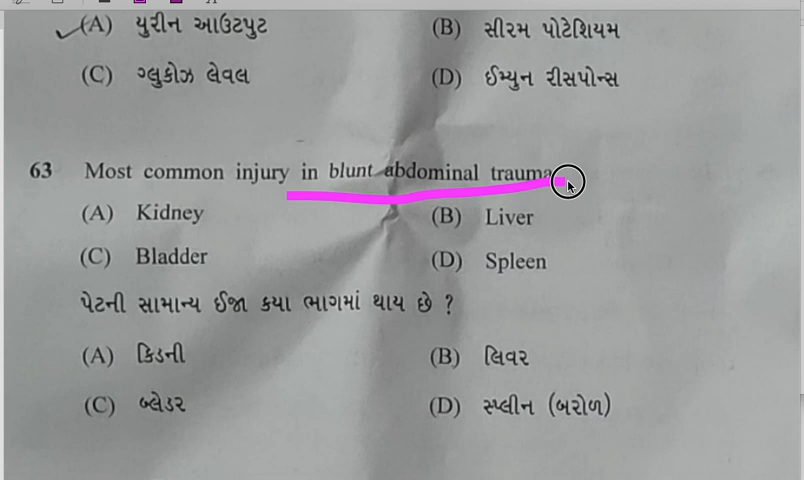 (A) યુરીન આઉટપુટ (B) સીરમ પોટેશિયમ
(C) ગ્લુકોઝ લેવલ (D) ઈમ્યુન રીસપોન્સ
63 Most common injury in blunt abdominal trauma
(A) Kidney (B) Liver
(C) Bladder (D) Spleen
પેટની સામાન્ય ઈજા કયા ભાગમાં થાય છે ?
(A) કિડની (B) લિવર
(C) બ્લેડર (D) સ્પ્લીન (બરોળ)